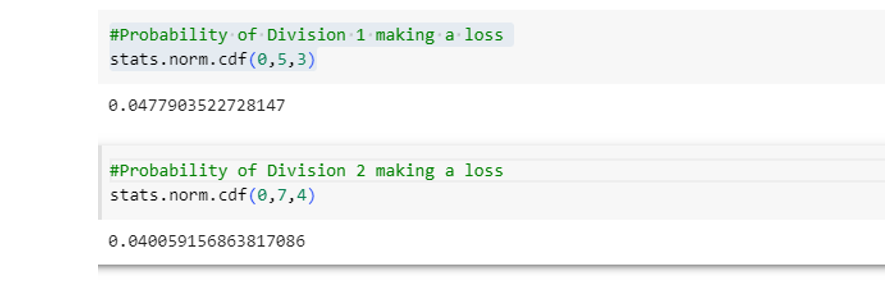 #Probability of Division 1 making a loss
stats.norm.cdf(0,5,3)
0.0477903522728147
#Probability of Division 2 making a loss
stats.norm.cdf(0,7,4)
0.040059156863817086